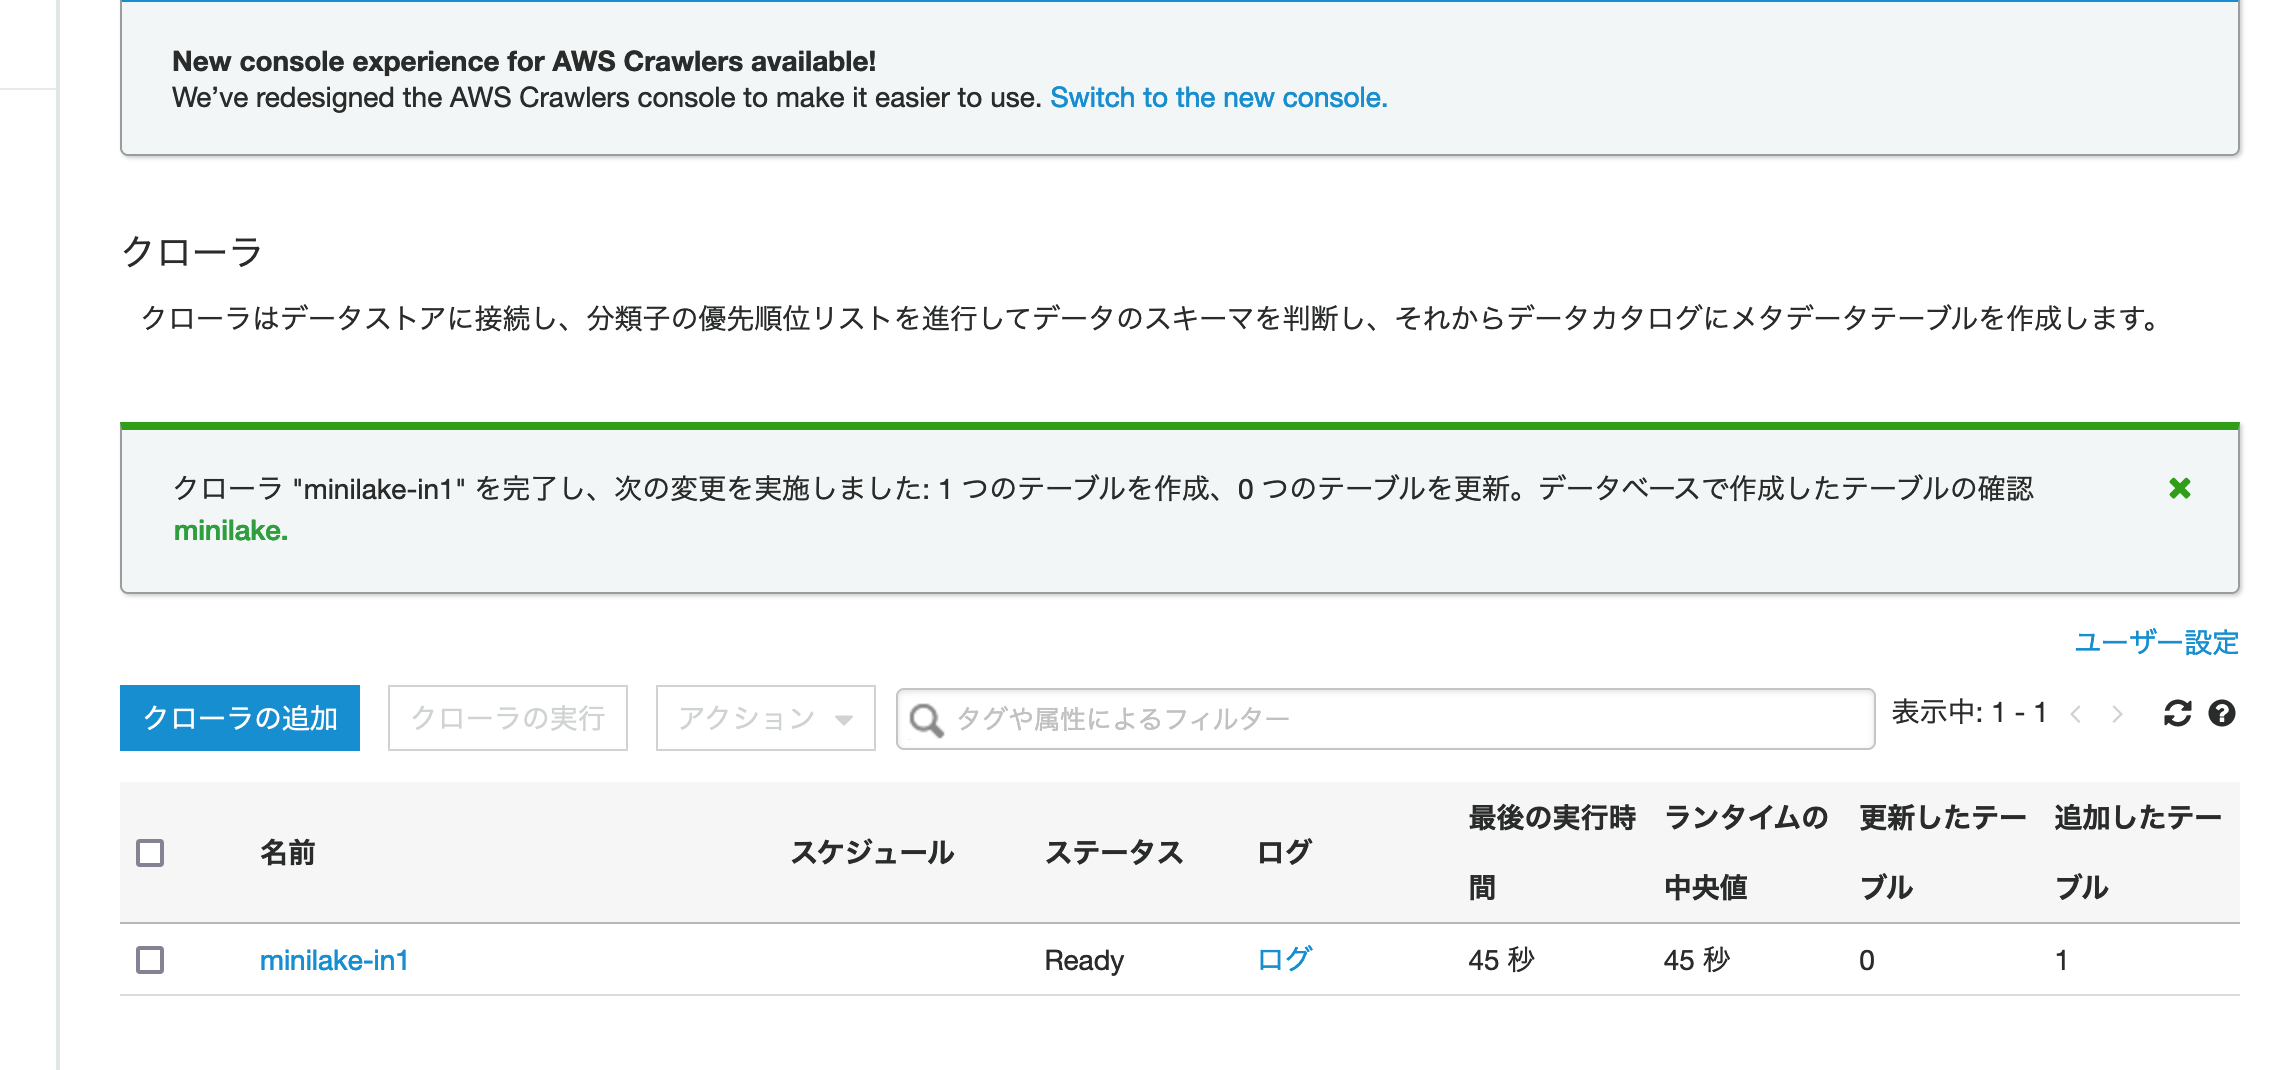 New console experience for AWS Crawlers available!
We’ve redesigned the AWS Crawlers console to make it easier to use. Switch to the new console.
クローラ
クローラはデータストアに接続し、分類子の優先順位リストを進行してデータのスキーマを判断し、それからデータカタログにメタデータテーブルを作成します。
クローラ "minilake-in1" を完了し、次の変更を実施しました: 1 つのテーブルを作成、0 つのテーブルを更新。データベースで作成したテーブルの確認
minilake.
ユーザー設定
クローラの追加 クローラの実行 アクション タグや属性によるフィルター 表示中: 1 - 1
名前 スケジュール ステータス ログ 最後の実行時間 ランタイムの中央値 更新したテーブル 追加したテーブル
minilake-in1 Ready ログ 45 秒 45 秒 0 1